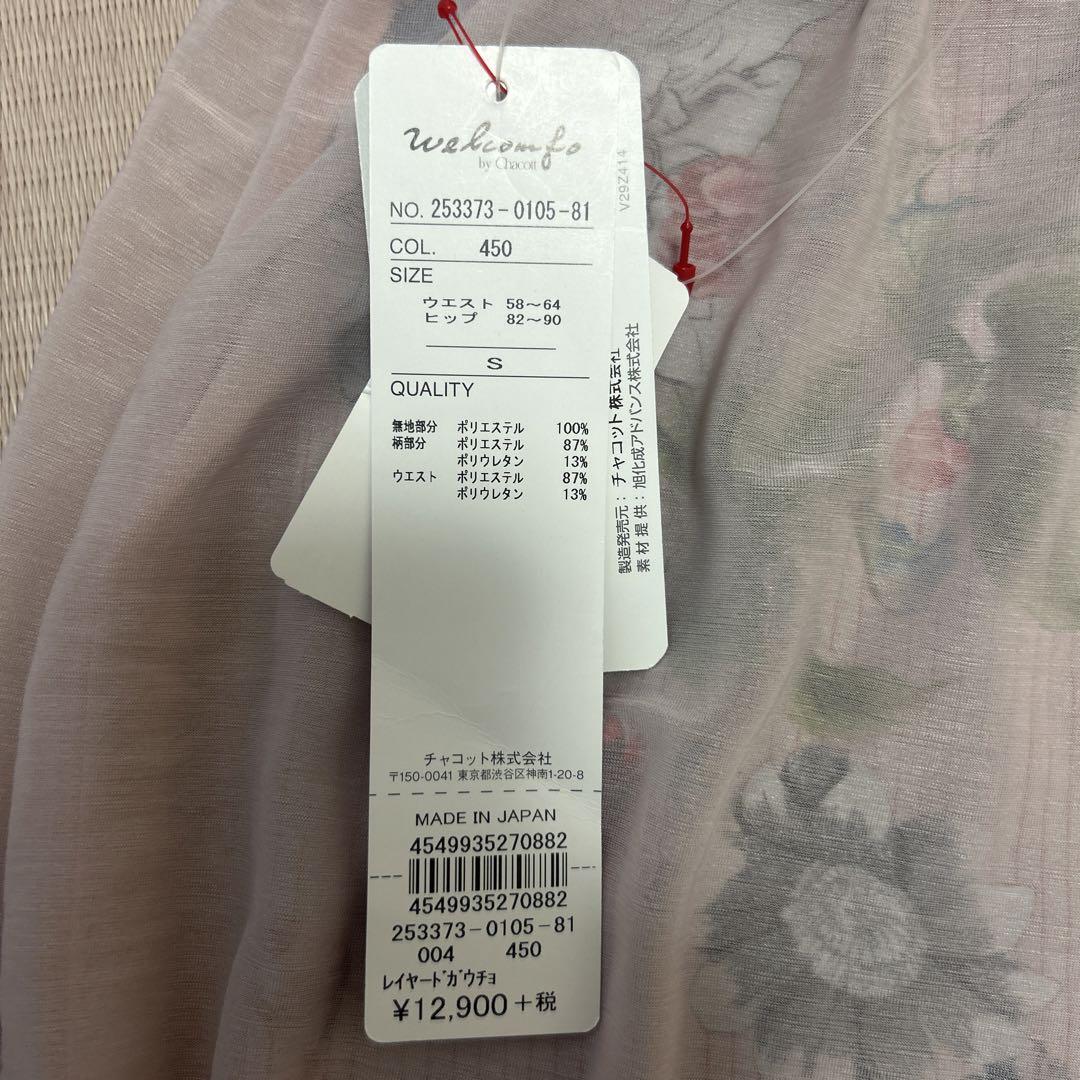 welcomfo
by Chacott
NO. 253373-0105-81
COL. 450
SIZE
ウエスト 58～64
ヒップ 82～90
S
QUALITY
無地部分 ポリエステル 100%
柄部分 ポリエステル 87%
ポリウレタン 13%
ウエスト ポリエステル 87%
ポリウレタン 13%
チャコット株式会社
〒150-0041 東京都渋谷区神南1-20-8
MADE IN JAPAN
4549935270882
4549935270882
253373-0105-81
004 450
ﾚｲﾔｰﾄﾞｶﾞｳﾁｮ
¥12,900+税
V29Z414
製造発売元：チャコット株式会社
素材提供：旭化成アドバンス株式会社